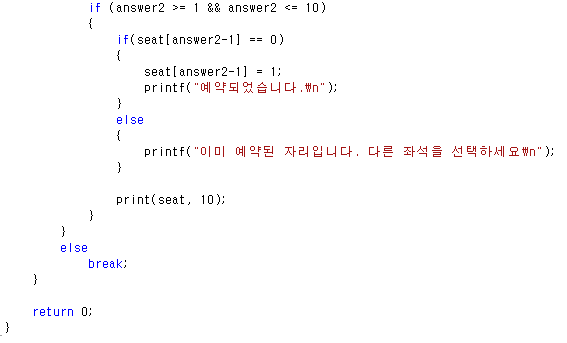 if (answer2 >= 1 && answer2 <= 10)
{
if(seat[answer2-1] == 0)
{
seat[answer2-1] = 1;
printf("예약되었습니다.₩n");
}
else
{
printf("이미 예약된 자리입니다. 다른 좌석을 선택하세요₩n");
}
print(seat, 10);
}
}
else
break;
}
return 0;
}